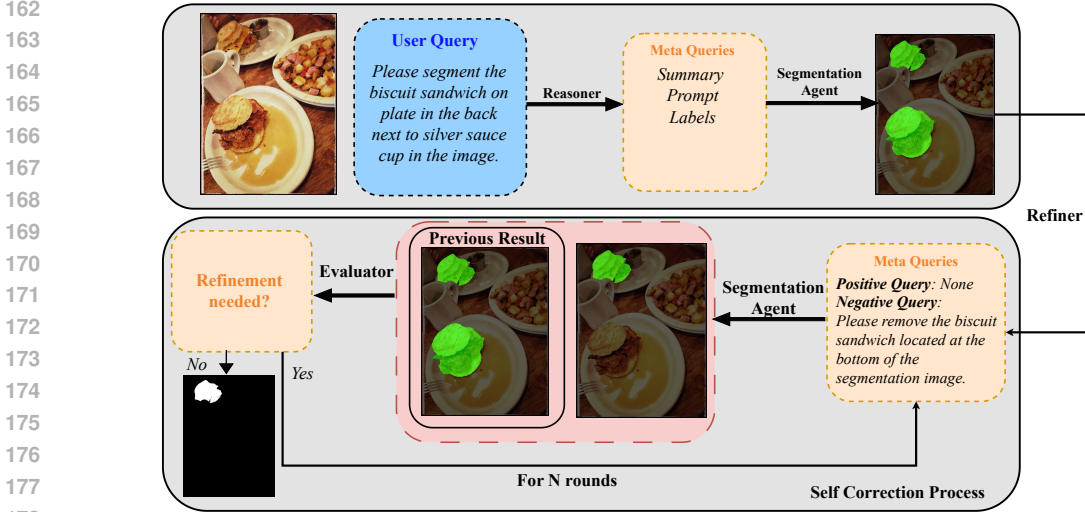 162
163
164
165
166
167
168
169
170
171
172
173
174
175
176
177
User Query
Please segment the
biscuit sandwich on
plate in the back
next to silver sauce
cup in the image.
Reasoner
Meta Queries
Summary
Prompt
Labels
Segmentation
Agent
Refiner
Meta Queries
Positive Query: None
Negative Query:
Please remove the biscuit
sandwich located at the
bottom of the
segmentation image.
Segmentation
Agent
Previous Result
Evaluator
Refinement
needed?
No
Yes
For N rounds
Self Correction Process